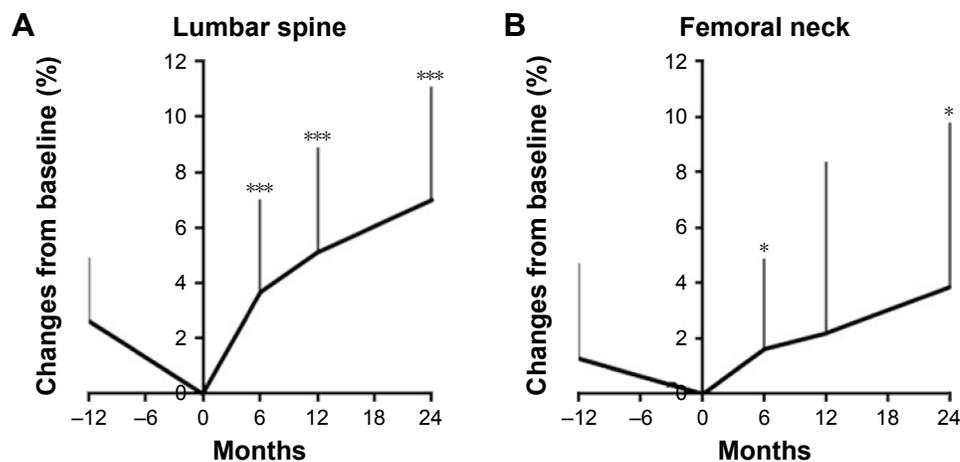 A
Lumbar spine
Changes from baseline (%)
12
10
8
6
4
2
0
***
***
***
–12 –6 0 6 12 18 24
Months
B
Femoral neck
Changes from baseline (%)
12
10
8
6
4
2
0
*
*
–12 –6 0 6 12 18 24
Months